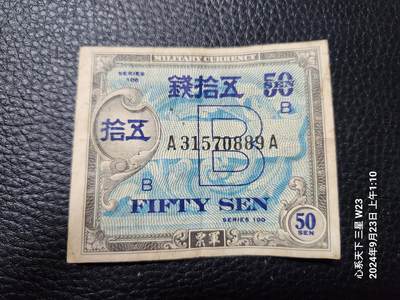 MILITARY CURRENCY
SERIES
100
錢拾五
50
SEN
B
拾五
A31570889A
B
B
FIFTY SEN
SERIES 100
票軍
50
SEN
心系天下 三星 W23
2024年9月23日 上午1:10